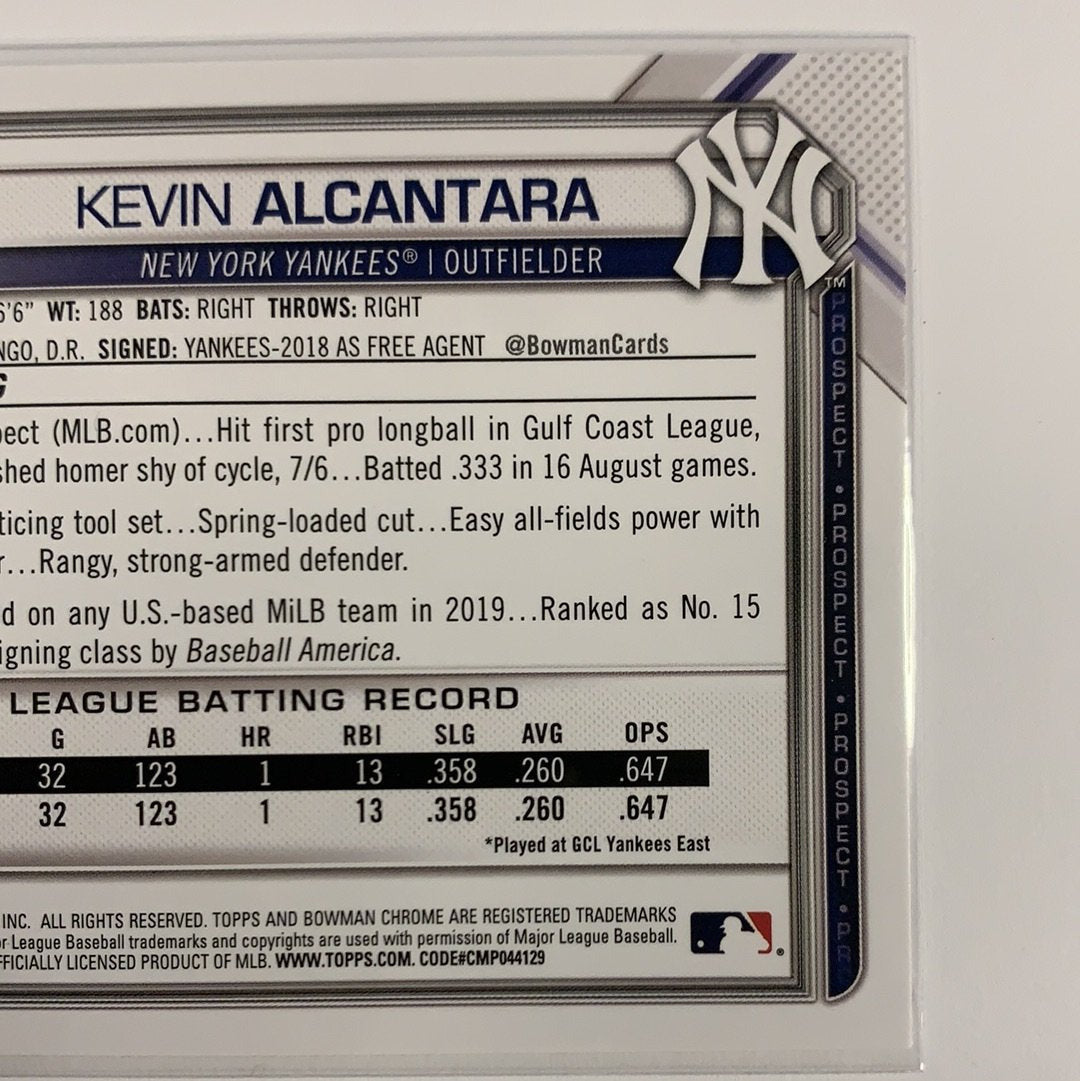 KEVIN ALCANTARA
NEW YORK YANKEES® | OUTFIELDER
6'6" WT: 188 BATS: RIGHT THROWS: RIGHT
NGO, D.R. SIGNED: YANKEES-2018 AS FREE AGENT @BowmanCards
G
ect (MLB.com)...Hit first pro longball in Gulf Coast League,
shed homer shy of cycle, 7/6...Batted .333 in 16 August games.
ticing tool set...Spring-loaded cut...Easy all-fields power with
r...Rangy, strong-armed defender.
d on any U.S.-based MiLB team in 2019...Ranked as No. 15
igning class by Baseball America.
LEAGUE BATTING RECORD
G AB HR RBI SLG AVG OPS
32 123 1 13 .358 .260 .647
32 123 1 13 .358 .260 .647
*Played at GCL Yankees East
INC. ALL RIGHTS RESERVED. TOPPS AND BOWMAN CHROME ARE REGISTERED TRADEMARKS
r League Baseball trademarks and copyrights are used with permission of Major League Baseball.
FFICIALLY LICENSED PRODUCT OF MLB. WWW.TOPPS.COM. CODE#CMP044129
NY
TM
PROSPECT • PROSPECT • PROSPECT • PR
®